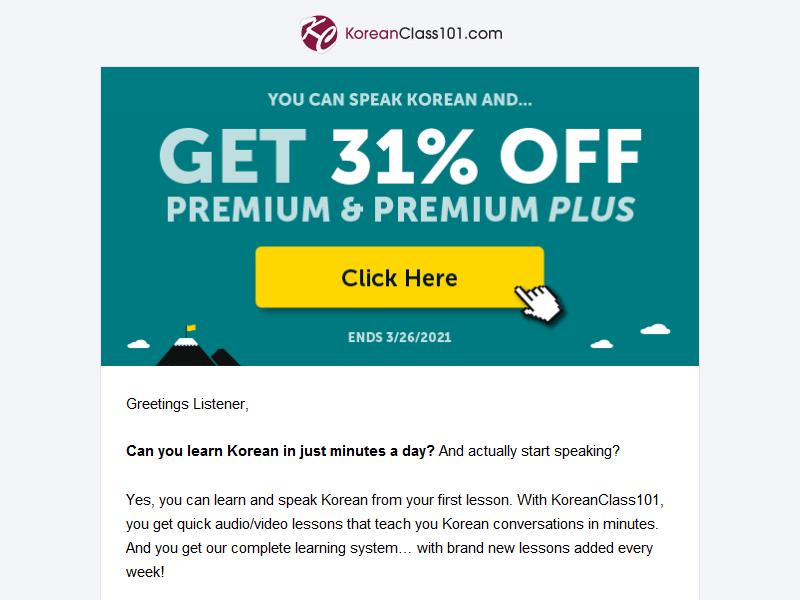 KoreanClass101.com
YOU CAN SPEAK KOREAN AND...
GET 31% OFF
PREMIUM & PREMIUM PLUS
Click Here
ENDS 3/26/2021
Greetings Listener,
Can you learn Korean in just minutes a day? And actually start speaking?
Yes, you can learn and speak Korean from your first lesson. With KoreanClass101,
you get quick audio/video lessons that teach you Korean conversations in minutes.
And you get our complete learning system… with brand new lessons added every
week!